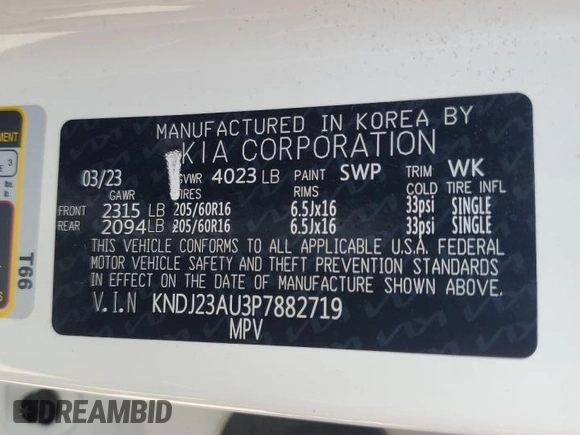 MANUFACTURED IN KOREA BY
KIA CORPORATION
03/23 GVWR 4023 LB PAINT SWP TRIM WK
GAWR TIRES RIMS COLD TIRE INFL
FRONT 2315 LB 205/60R16 6.5Jx16 33psi SINGLE
REAR 2094 LB 205/60R16 6.5Jx16 33psi SINGLE
THIS VEHICLE CONFORMS TO ALL APPLICABLE U.S.A. FEDERAL
MOTOR VEHICLE SAFETY AND THEFT PREVENTION STANDARDS
IN EFFECT ON THE DATE OF MANUFACTURE SHOWN ABOVE.
V.I.N KNDJ23AU3P7882719
MPV
T66
DREAMBID